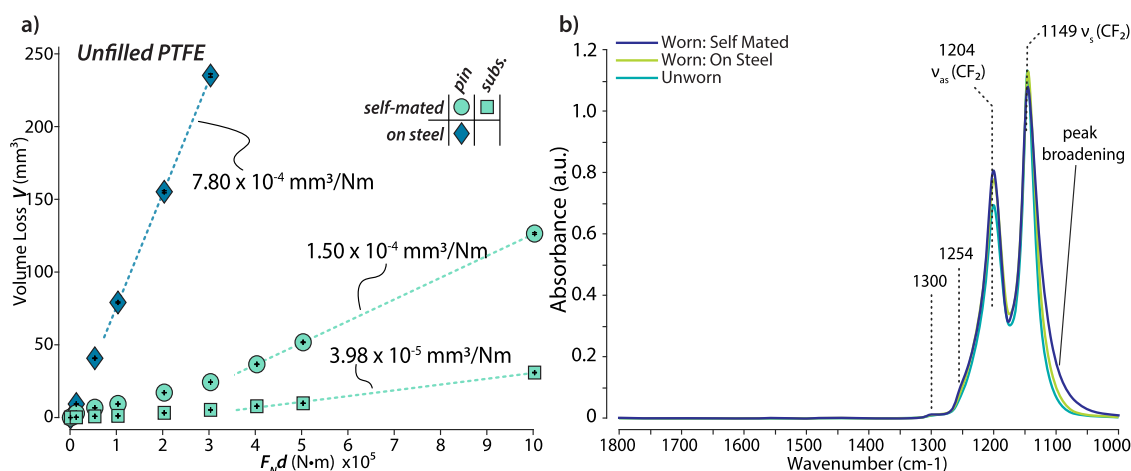 a)
Unfilled PTFE
pin
subs.
self-mated
on steel
250
200
150
100
50
0
Volume Loss V (mm³)
7.80 x 10⁻⁴ mm³/Nm
1.50 x 10⁻⁴ mm³/Nm
3.98 x 10⁻⁵ mm³/Nm
0 1 2 3 4 5 6 7 8 9 10
F_N d (N•m) x10⁵
b)
Worn: Self Mated
Worn: On Steel
Unworn
1204
ν_as (CF₂)
1149 ν_s (CF₂)
peak
broadening
1254
1300
1.2
1.0
0.8
0.6
0.4
0.2
0
Absorbance (a.u.)
1800 1700 1600 1500 1400 1300 1200 1100 1000
Wavenumber (cm-1)